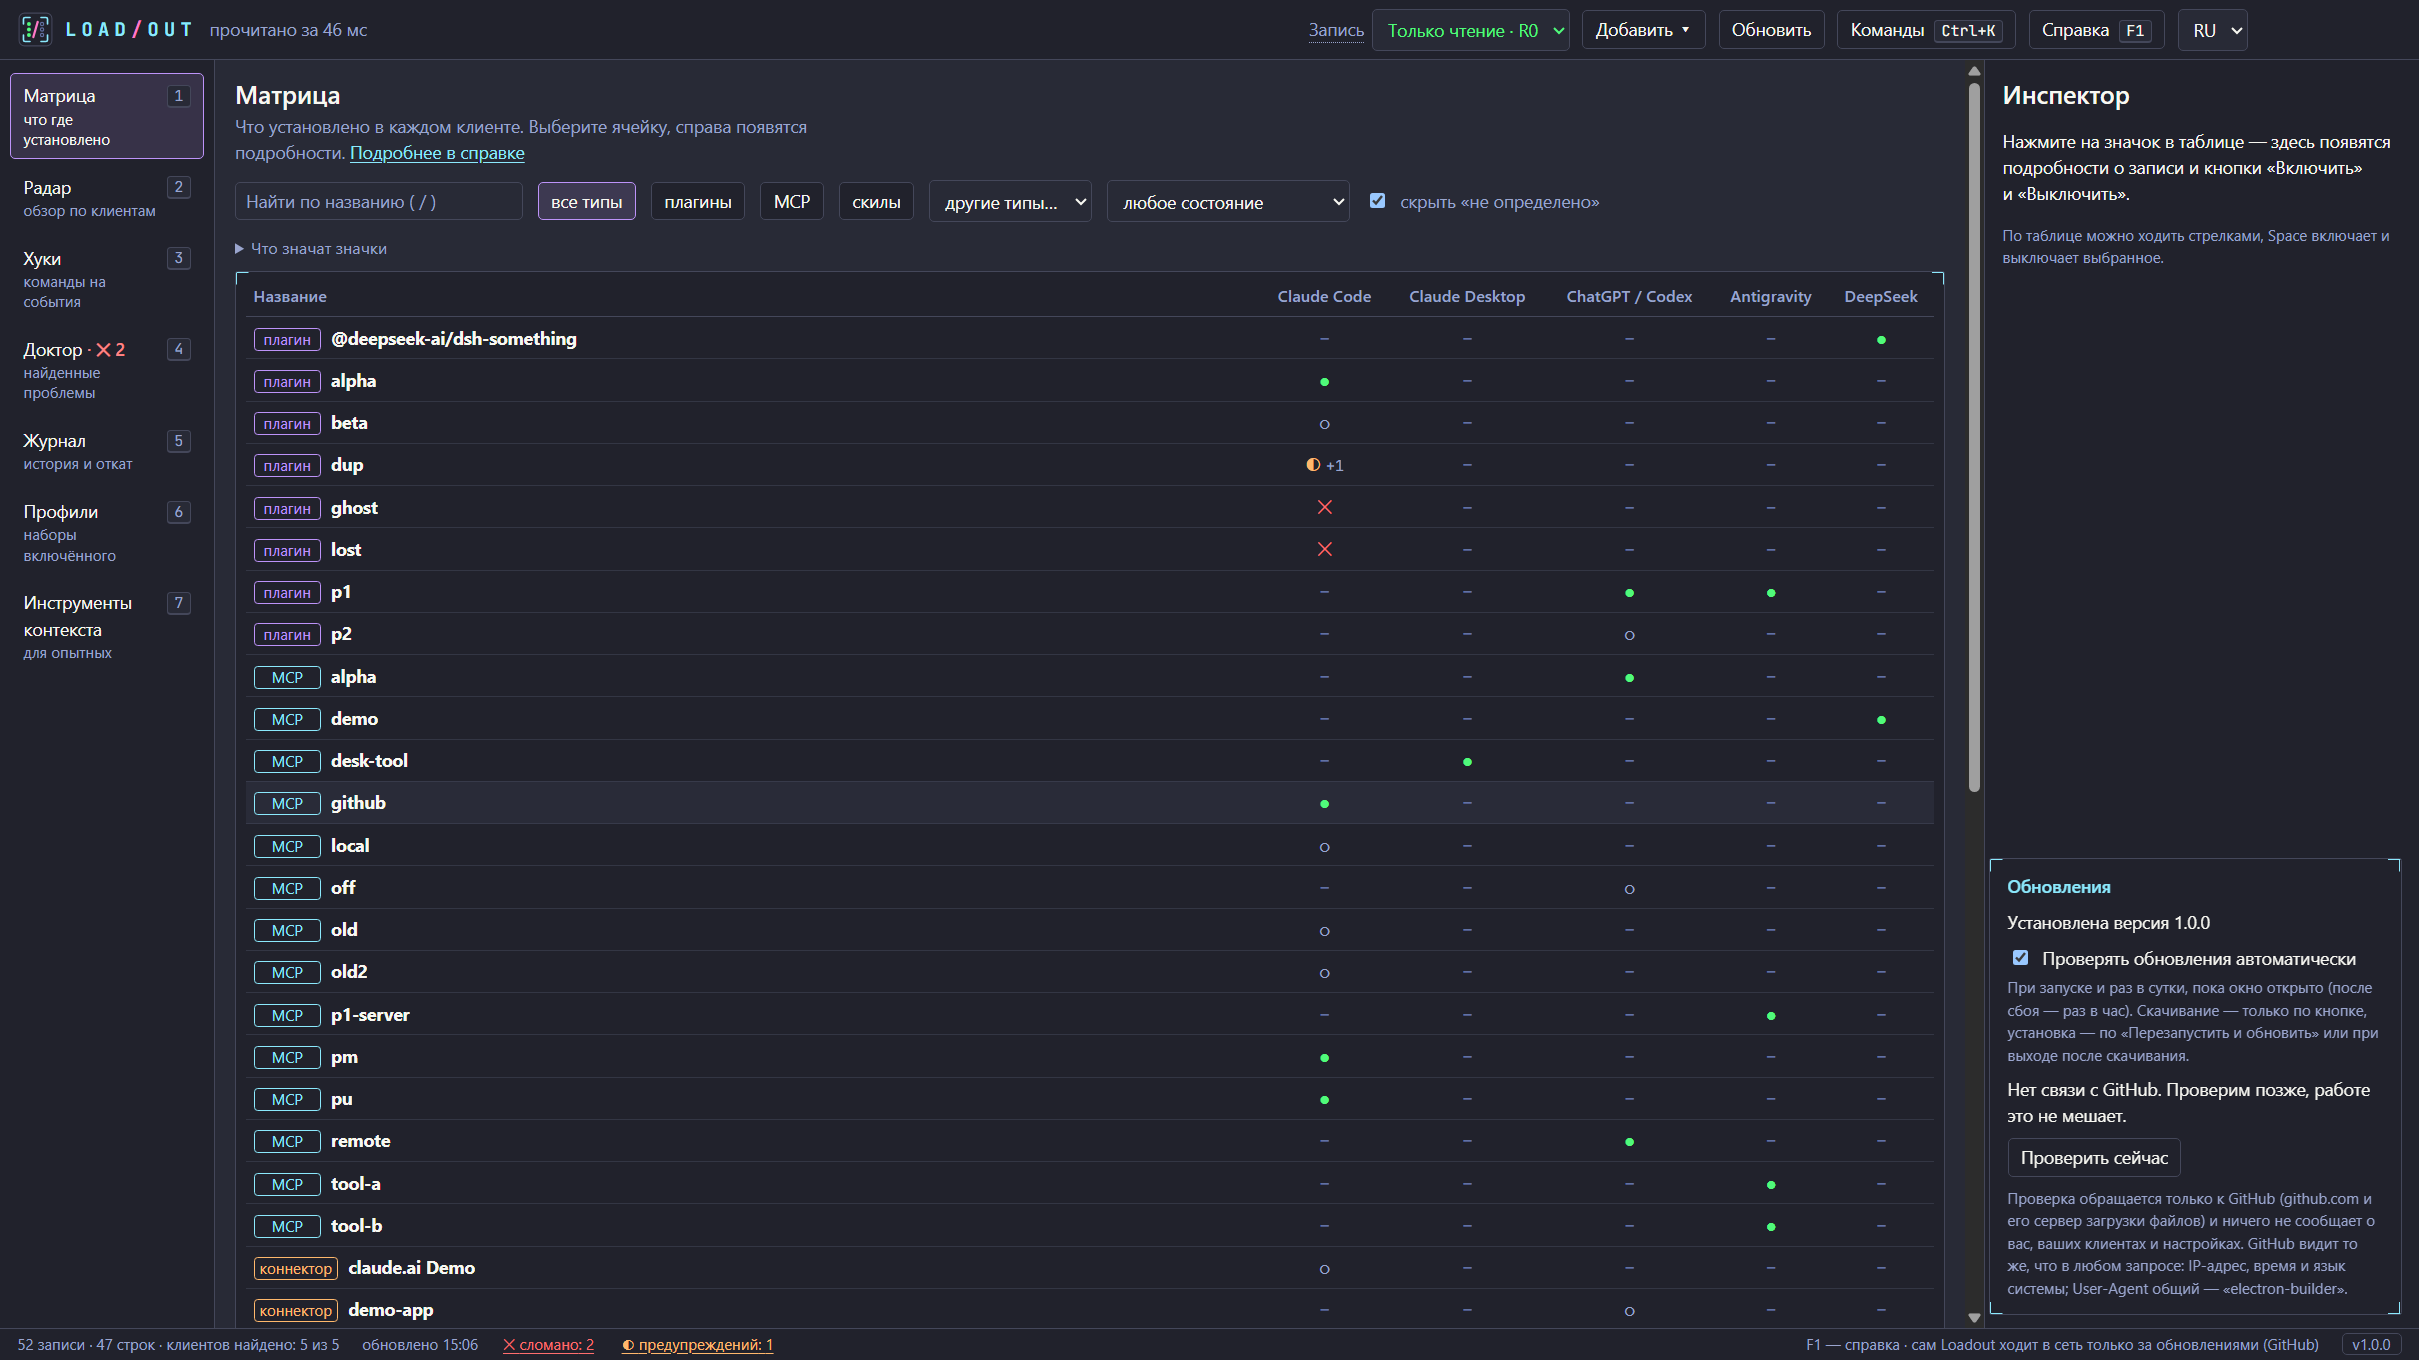 LOAD/OUT прочитано за 46 мс Запись Только чтение · R0 Добавить ▾ Обновить Команды Ctrl+K Справка F1 RU
Матрица 1
что где
установлено
Радар 2
обзор по клиентам
Хуки 3
команды на
события
Доктор · ✕ 2 4
найденные
проблемы
Журнал 5
история и откат
Профили 6
наборы
включённого
Инструменты 7
контекста
для опытных
Матрица
Что установлено в каждом клиенте. Выберите ячейку, справа появятся
подробности. Подробнее в справке
Найти по названию ( / ) все типы плагины MCP скилы другие типы... любое состояние скрыть «не определено»
▶ Что значат значки
Название Claude Code Claude Desktop ChatGPT / Codex Antigravity DeepSeek
плагин @deepseek-ai/dsh-something – – – – ●
плагин alpha ● – – – –
плагин beta ○ – – – –
плагин dup ◐ +1 – – – –
плагин ghost ✕ – – – –
плагин lost ✕ – – – –
плагин p1 – – ● ● –
плагин p2 – – ○ – –
MCP alpha – – ● – –
MCP demo – – – – ●
MCP desk-tool – ● – – –
MCP github ● – – – –
MCP local ○ – – – –
MCP off – – ○ – –
MCP old ○ – – – –
MCP old2 ○ – – – –
MCP p1-server – – – ● –
MCP pm ● – – – –
MCP pu ● – – – –
MCP remote – – ● – –
MCP tool-a – – – ● –
MCP tool-b – – – ● –
коннектор claude.ai Demo ○ – – – –
коннектор demo-app – – ○ – –
Инспектор
Нажмите на значок в таблице — здесь появятся
подробности о записи и кнопки «Включить»
и «Выключить».
По таблице можно ходить стрелками, Space включает и
выключает выбранное.
Обновления
Установлена версия 1.0.0
Проверять обновления автоматически
При запуске и раз в сутки, пока окно открыто (после
сбоя — раз в час). Скачивание — только по кнопке,
установка — по «Перезапустить и обновить» или при
выходе после скачивания.
Нет связи с GitHub. Проверим позже, работе
это не мешает.
Проверить сейчас
Проверка обращается только к GitHub (github.com и
его сервер загрузки файлов) и ничего не сообщает о
вас, ваших клиентах и настройках. GitHub видит то
же, что в любом запросе: IP-адрес, время и язык
системы; User-Agent общий — «electron-builder».
52 записи · 47 строк · клиентов найдено: 5 из 5 обновлено 15:06 ✕ сломано: 2 ◐ предупреждений: 1 F1 — справка · сам Loadout ходит в сеть только за обновлениями (GitHub) v1.0.0